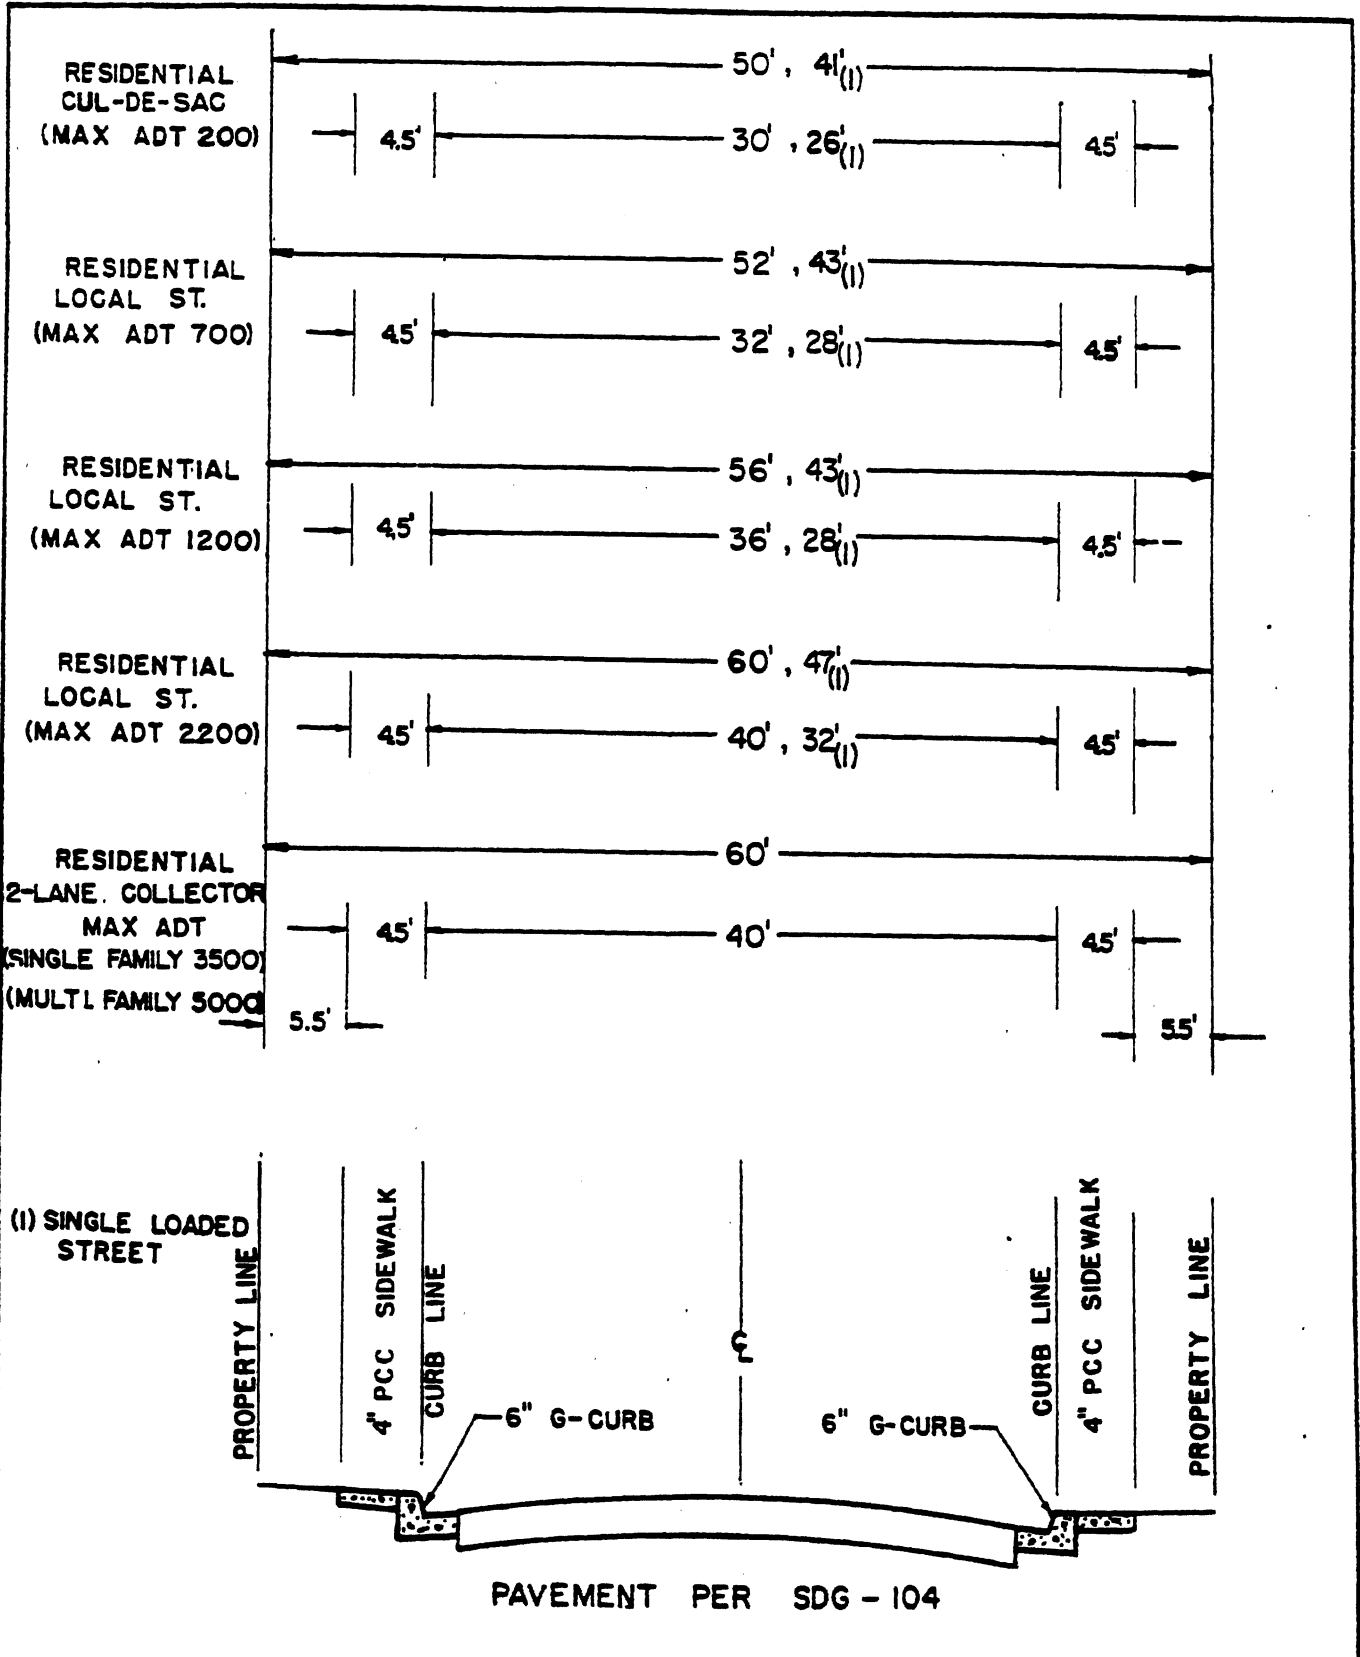 RESIDENTIAL
CUL-DE-SAC
(MAX ADT 200)
50', 41'(1)
4.5'
30', 26'(1)
4.5'
RESIDENTIAL
LOCAL ST.
(MAX ADT 700)
52', 43'(1)
4.5'
32', 28'(1)
4.5'
RESIDENTIAL
LOCAL ST.
(MAX ADT 1200)
56', 43'(1)
4.5'
36', 28'(1)
4.5'
RESIDENTIAL
LOCAL ST.
(MAX ADT 2200)
60', 47'(1)
4.5'
40', 32'(1)
4.5'
RESIDENTIAL
2-LANE. COLLECTOR
MAX ADT
(SINGLE FAMILY 3500)
(MULTI. FAMILY 5000)
60'
4.5'
40'
4.5'
5.5'
5.5'
(1) SINGLE LOADED
STREET
PROPERTY LINE
4" PCC SIDEWALK
CURB LINE
℄
CURB LINE
4" PCC SIDEWALK
PROPERTY LINE
6" G-CURB
6" G-CURB
PAVEMENT PER SDG - 104